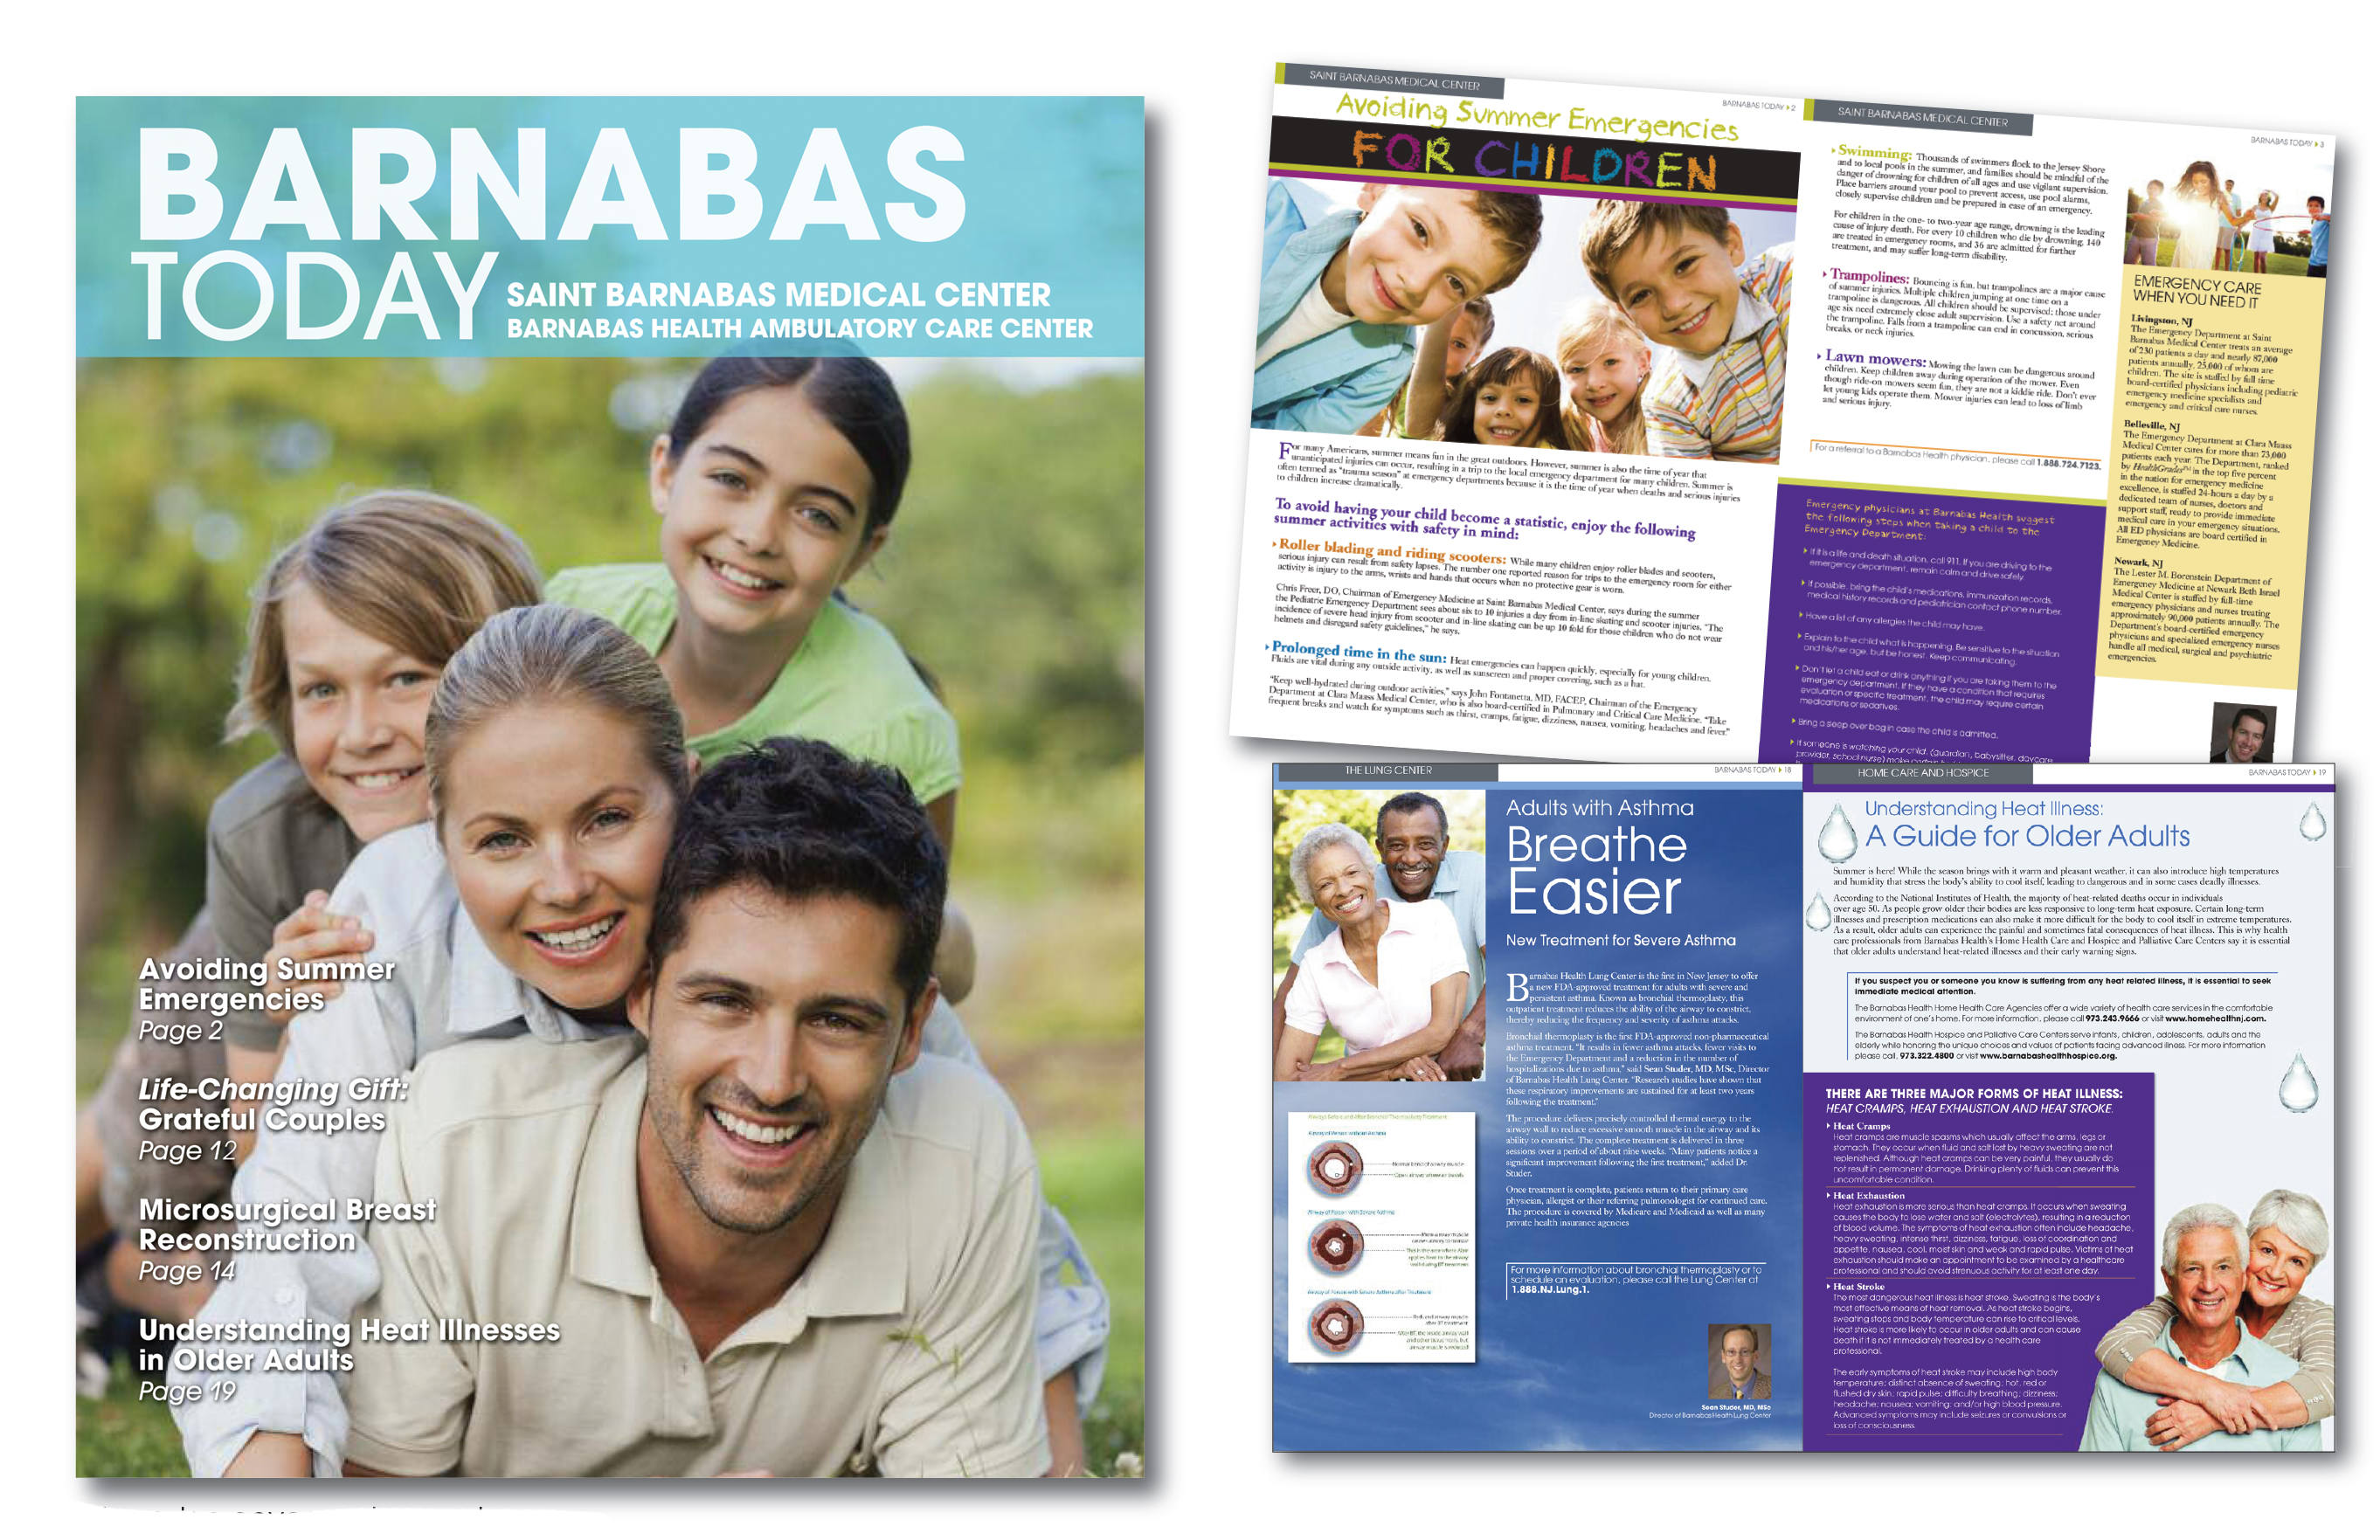 BARNABAS
TODAY
SAINT BARNABAS MEDICAL CENTER
BARNABAS HEALTH AMBULATORY CARE CENTER
Avoiding Summer
Emergencies
Page 2
Life-Changing Gift:
Grateful Couples
Page 12
Microsurgical Breast
Reconstruction
Page 14
Understanding Heat Illnesses
in Older Adults
Page 19
SAINT BARNABAS MEDICAL CENTER
BARNABAS TODAY 2
Avoiding Summer Emergencies
FOR CHILDREN
For many Americans, summer means fun in the great outdoors. However, summer is also the time of year that
unanticipated injuries can occur, resulting in a trip to the local emergency department for many children. Summer is
often termed as "trauma season" at emergency departments because it is the time of year when deaths and serious injuries
to children increase dramatically.
To avoid having your child become a statistic, enjoy the following
summer activities with safety in mind:
Roller blading and riding scooters: While many children enjoy roller blades and scooters,
serious injury can result from safety lapses. The number one reported reason for trips to the emergency room for either
activity is injury to the arms, wrists and hands that occurs when no protective gear is worn.
Chris Freer, DO, Chairman of Emergency Medicine at Saint Barnabas Medical Center, says during the summer
the Pediatric Emergency Department sees about six to 10 injuries a day from in-line skating and scooter injuries. "The
incidence of severe head injury from scooter and in-line skating can be up 10 fold for those children who do not wear
helmets and disregard safety guidelines," he says.
Prolonged time in the sun: Heat emergencies can happen quickly, especially for young children.
Fluids are vital during any outside activity, as well as sunscreen and proper covering, such as a hat.
"Keep well-hydrated during outdoor activities," says John Fontanetta, MD, FACEP, Chairman of the Emergency
Department at Clara Maass Medical Center, who is also board-certified in Pulmonary and Critical Care Medicine. "Take
frequent breaks and watch for symptoms such as thirst, cramps, fatigue, dizziness, nausea, vomiting, headaches and fever."
SAINT BARNABAS MEDICAL CENTER
BARNABAS TODAY 3
Swimming: Thousands of swimmers flock to the Jersey Shore
and to local pools in the summer, and families should be mindful of the
danger of drowning for children of all ages and use vigilant supervision.
Place barriers around your pool to prevent access, use pool alarms,
closely supervise children and be prepared in case of an emergency.
For children in the one- to two-year age range, drowning is the leading
cause of injury death. For every 10 children who die by drowning, 140
are treated in emergency rooms, and 36 are admitted for further
treatment, and may suffer long-term disability.
Trampolines: Bouncing is fun, but trampolines are a major cause
of summer injuries. Multiple children jumping at one time on a
trampoline is dangerous. All children should be supervised; those under
age six need extremely close adult supervision. Use a safety net around
the trampoline. Falls from a trampoline can end in concussion, serious
breaks, or neck injuries.
Lawn mowers: Mowing the lawn can be dangerous around
children. Keep children away during operation of the mower. Even
though ride-on mowers seem fun, they are not a kiddie ride. Don't ever
let young kids operate them. Mower injuries can lead to loss of limb
and serious injury.
For a referral to a Barnabas Health physician, please call 1.888.724.7123.
Emergency physicians at Barnabas Health suggest
the following steps when taking a child to the
Emergency Department:
If it is a life and death situation, call 911. If you are driving to the
emergency department, remain calm and drive safely.
If possible, bring the child's medications, immunization records,
medical history records and pediatrician contact phone number.
Have a list of any allergies the child may have.
Explain to the child what is happening. Be sensitive to the situation
and his/her age, but be honest. Keep communicating.
Don't let a child eat or drink anything if you are taking them to the
emergency department. If they have a condition that requires
evaluation or specific treatment, the child may require certain
medications or sedatives.
Bring a sleep over bag in case the child is admitted.
If someone is watching your child, (guardian, babysitter, daycare
provider, school nurse) make certain
EMERGENCY CARE
WHEN YOU NEED IT
Livingston, NJ
The Emergency Department at Saint
Barnabas Medical Center treats an average
of 230 patients a day and nearly 87,000
patients annually, 25,000 of whom are
children. The site is staffed by full time
board-certified physicians including pediatric
emergency medicine specialists and
emergency and critical care nurses.
Belleville, NJ
The Emergency Department at Clara Maass
Medical Center cares for more than 73,000
patients each year. The Department, ranked
by HealthGrades™ in the top five percent
in the nation for emergency medicine
excellence, is staffed 24-hours a day by a
dedicated team of nurses, doctors and
support staff, ready to provide immediate
medical care in your emergency situations.
All ED physicians are board certified in
Emergency Medicine.
Newark, NJ
The Lester M. Borenstein Department of
Emergency Medicine at Newark Beth Israel
Medical Center is staffed by full-time
emergency physicians and nurses treating
approximately 90,000 patients annually. The
Department's board-certified emergency
physicians and specialized emergency nurses
handle all medical, surgical and psychiatric
emergencies.
THE LUNG CENTER
BARNABAS TODAY 18
Adults with Asthma
Breathe
Easier
New Treatment for Severe Asthma
Barnabas Health Lung Center is the first in New Jersey to offer
a new FDA-approved treatment for adults with severe and
persistent asthma. Known as bronchial thermoplasty, this
outpatient treatment reduces the ability of the airway to constrict,
thereby reducing the frequency and severity of asthma attacks.
Bronchial thermoplasty is the first FDA-approved non-pharmaceutical
asthma treatment. "It results in fewer asthma attacks, fewer visits to
the Emergency Department and a reduction in the number of
hospitalizations due to asthma," said Sean Studer, MD, MSc, Director
of Barnabas Health Lung Center. "Research studies have shown that
these respiratory improvements are sustained for at least two years
following the treatment."
The procedure delivers precisely controlled thermal energy to the
airway wall to reduce excessive smooth muscle in the airway and its
ability to constrict. The complete treatment is delivered in three
sessions over a period of about nine weeks. "Many patients notice a
significant improvement following the first treatment," added Dr.
Studer.
Once treatment is complete, patients return to their primary care
physician, allergist or their referring pulmonologist for continued care.
The procedure is covered by Medicare and Medicaid as well as many
private health insurance agencies
For more information about bronchial thermoplasty or to
schedule an evaluation, please call the Lung Center at
1.888.NJ.Lung.1.
Sean Studer, MD, MSc
Director of Barnabas Health Lung Center
Airway of Person with Severe Asthma
Airway of Person with Severe Asthma after Treatment
HOME CARE AND HOSPICE
BARNABAS TODAY 19
Understanding Heat Illness:
A Guide for Older Adults
Summer is here! While the season brings with it warm and pleasant weather, it can also introduce high temperatures
and humidity that stress the body's ability to cool itself, leading to dangerous and in some cases deadly illnesses.
According to the National Institutes of Health, the majority of heat-related deaths occur in individuals
over age 50. As people grow older their bodies are less responsive to long-term heat exposure. Certain long-term
illnesses and prescription medications can also make it more difficult for the body to cool itself in extreme temperatures.
As a result, older adults can experience the painful and sometimes fatal consequences of heat illness. This is why health
care professionals from Barnabas Health's Home Health Care and Hospice and Palliative Care Centers say it is essential
that older adults understand heat-related illnesses and their early warning signs.
If you suspect you or someone you know is suffering from any heat related illness, it is essential to seek
immediate medical attention.
The Barnabas Health Home Health Care Agencies offer a wide variety of health care services in the comfortable
environment of one's home. For more information, please call 973.243.9666 or visit www.homehealthnj.com.
The Barnabas Health Hospice and Palliative Care Centers serve infants, children, adolescents, adults and the
elderly while honoring the unique choices and values of patients facing advanced illness. For more information
please call, 973.322.4800 or visit www.barnabashealthhospice.org.
THERE ARE THREE MAJOR FORMS OF HEAT ILLNESS:
HEAT CRAMPS, HEAT EXHAUSTION AND HEAT STROKE.
Heat Cramps
Heat cramps are muscle spasms which usually affect the arms, legs or
stomach. They occur when fluid and salt lost by heavy sweating are not
replenished. Although heat cramps can be very painful, they usually do
not result in permanent damage. Drinking plenty of fluids can prevent this
uncomfortable condition.
Heat Exhaustion
Heat exhaustion is more serious than heat cramps. It occurs when sweating
causes the body to lose water and salt (electrolytes), resulting in a reduction
of blood volume. The symptoms of heat exhaustion often include headache,
heavy sweating, intense thirst, dizziness, fatigue, loss of coordination and
appetite, nausea, cool, moist skin and weak and rapid pulse. Victims of heat
exhaustion should make an appointment to be examined by a healthcare
professional and should avoid strenuous activity for at least one day.
Heat Stroke
The most dangerous heat illness is heat stroke. Sweating is the body's
most effective means of heat removal. As heat stroke begins,
sweating stops and body temperature can rise to critical levels.
Heat stroke is more likely to occur in older adults and can cause
death if it is not immediately treated by a health care
professional.
The early symptoms of heat stroke may include high body
temperature; distinct absence of sweating; hot, red or
flushed dry skin; rapid pulse; difficulty breathing; dizziness;
headache; nausea; vomiting; and/or high blood pressure.
Advanced symptoms may include seizures or convulsions or
loss of consciousness.